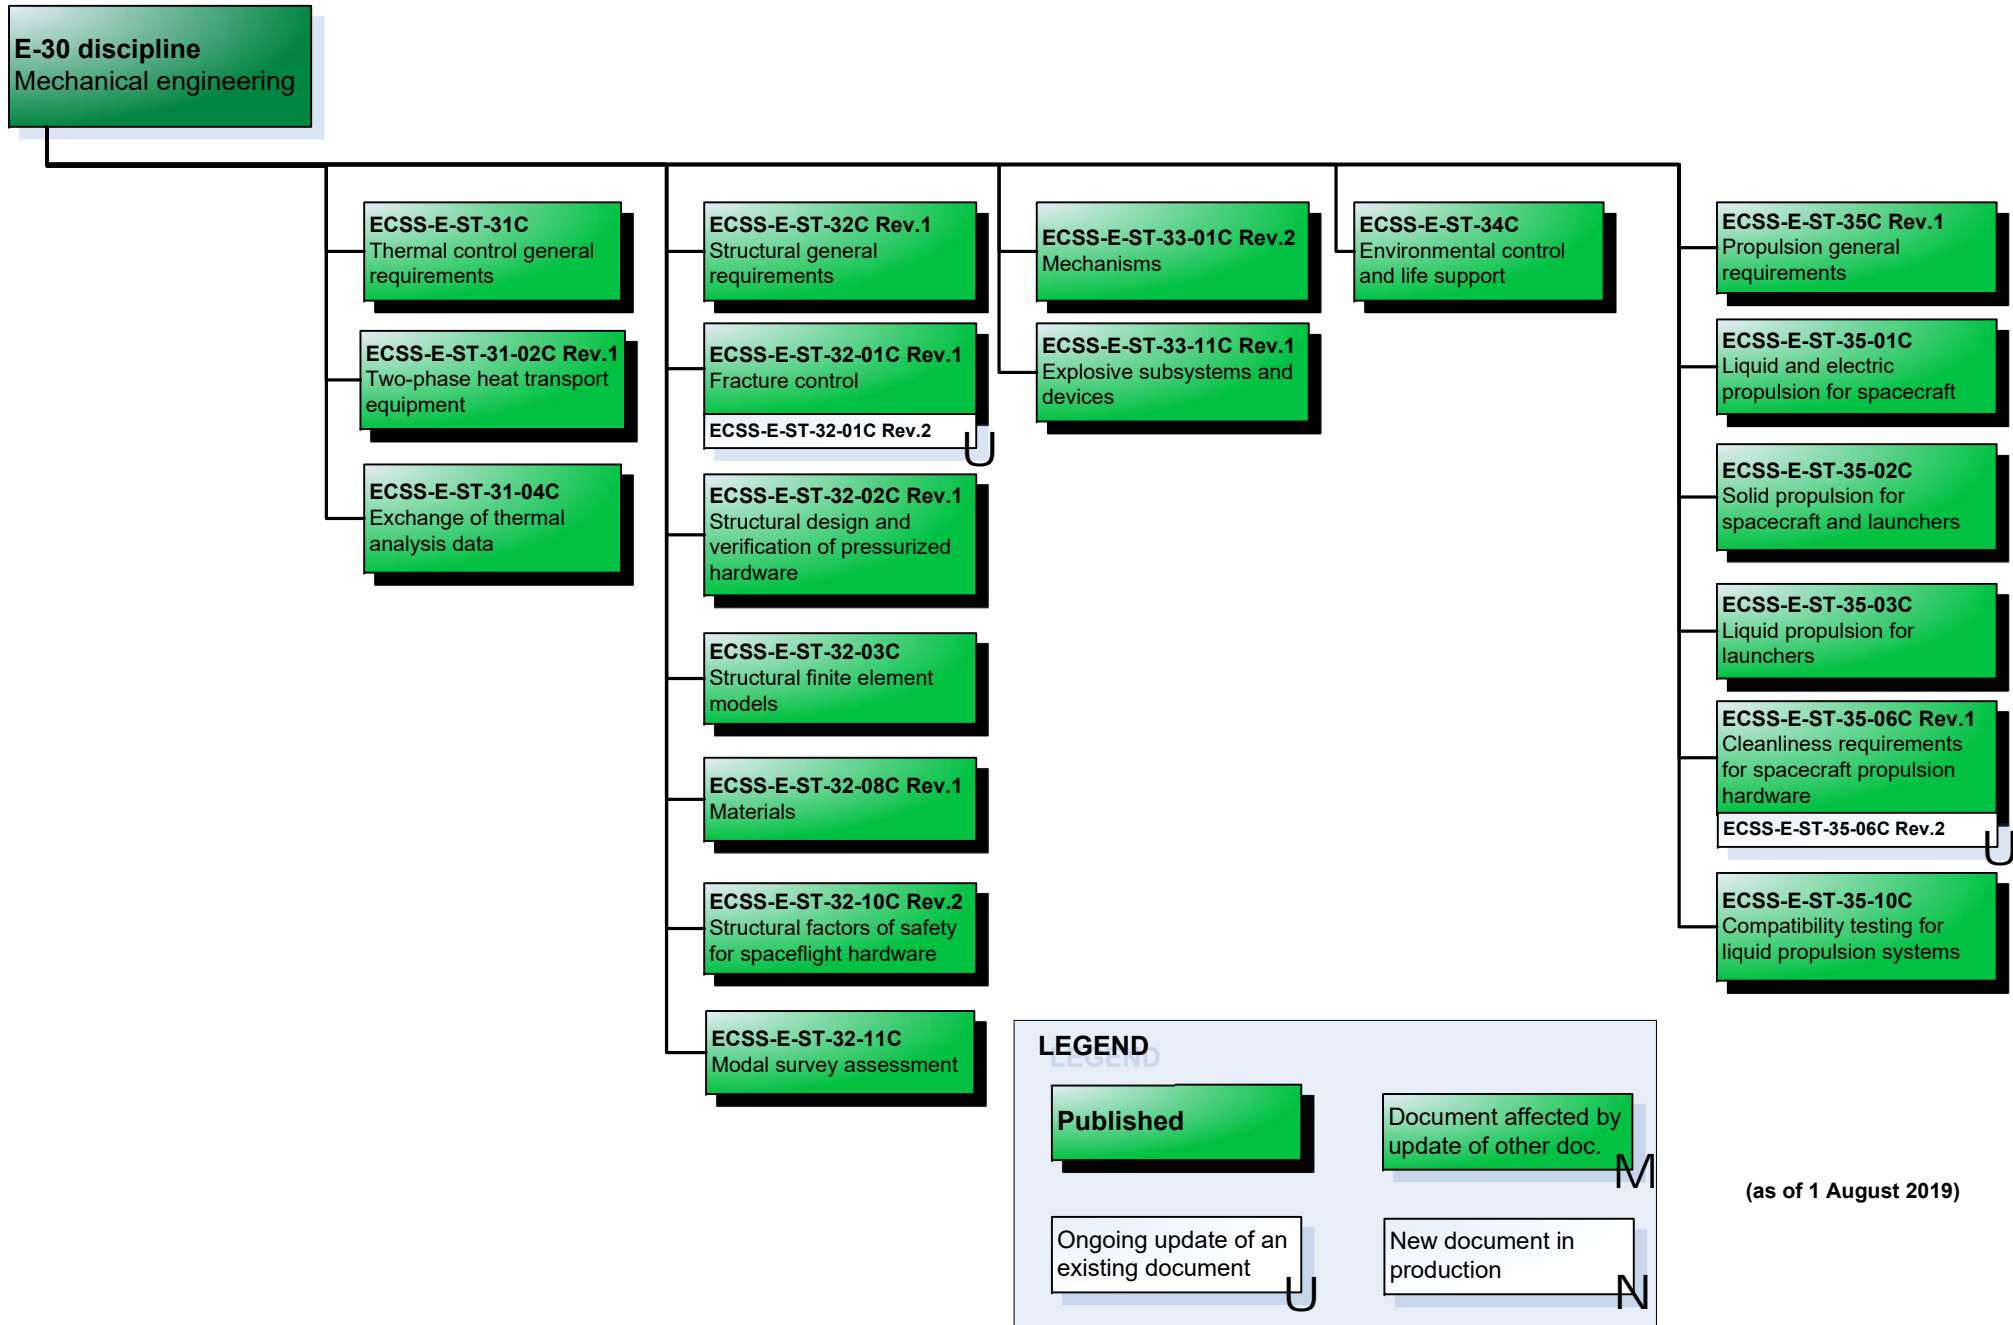 E-30 discipline
Mechanical engineering
ECSS-E-ST-31C
Thermal control general
requirements
ECSS-E-ST-31-02C Rev.1
Two-phase heat transport
equipment
ECSS-E-ST-31-04C
Exchange of thermal
analysis data
ECSS-E-ST-32C Rev.1
Structural general
requirements
ECSS-E-ST-32-01C Rev.1
Fracture control
ECSS-E-ST-32-01C Rev.2
U
ECSS-E-ST-32-02C Rev.1
Structural design and
verification of pressurized
hardware
ECSS-E-ST-32-03C
Structural finite element
models
ECSS-E-ST-32-08C Rev.1
Materials
ECSS-E-ST-32-10C Rev.2
Structural factors of safety
for spaceflight hardware
ECSS-E-ST-32-11C
Modal survey assessment
ECSS-E-ST-33-01C Rev.2
Mechanisms
ECSS-E-ST-33-11C Rev.1
Explosive subsystems and
devices
ECSS-E-ST-34C
Environmental control
and life support
ECSS-E-ST-35C Rev.1
Propulsion general
requirements
ECSS-E-ST-35-01C
Liquid and electric
propulsion for spacecraft
ECSS-E-ST-35-02C
Solid propulsion for
spacecraft and launchers
ECSS-E-ST-35-03C
Liquid propulsion for
launchers
ECSS-E-ST-35-06C Rev.1
Cleanliness requirements
for spacecraft propulsion
hardware
ECSS-E-ST-35-06C Rev.2
U
ECSS-E-ST-35-10C
Compatibility testing for
liquid propulsion systems
LEGEND
Published
Document affected by
update of other doc.
M
Ongoing update of an
existing document
U
New document in
production
N
(as of 1 August 2019)